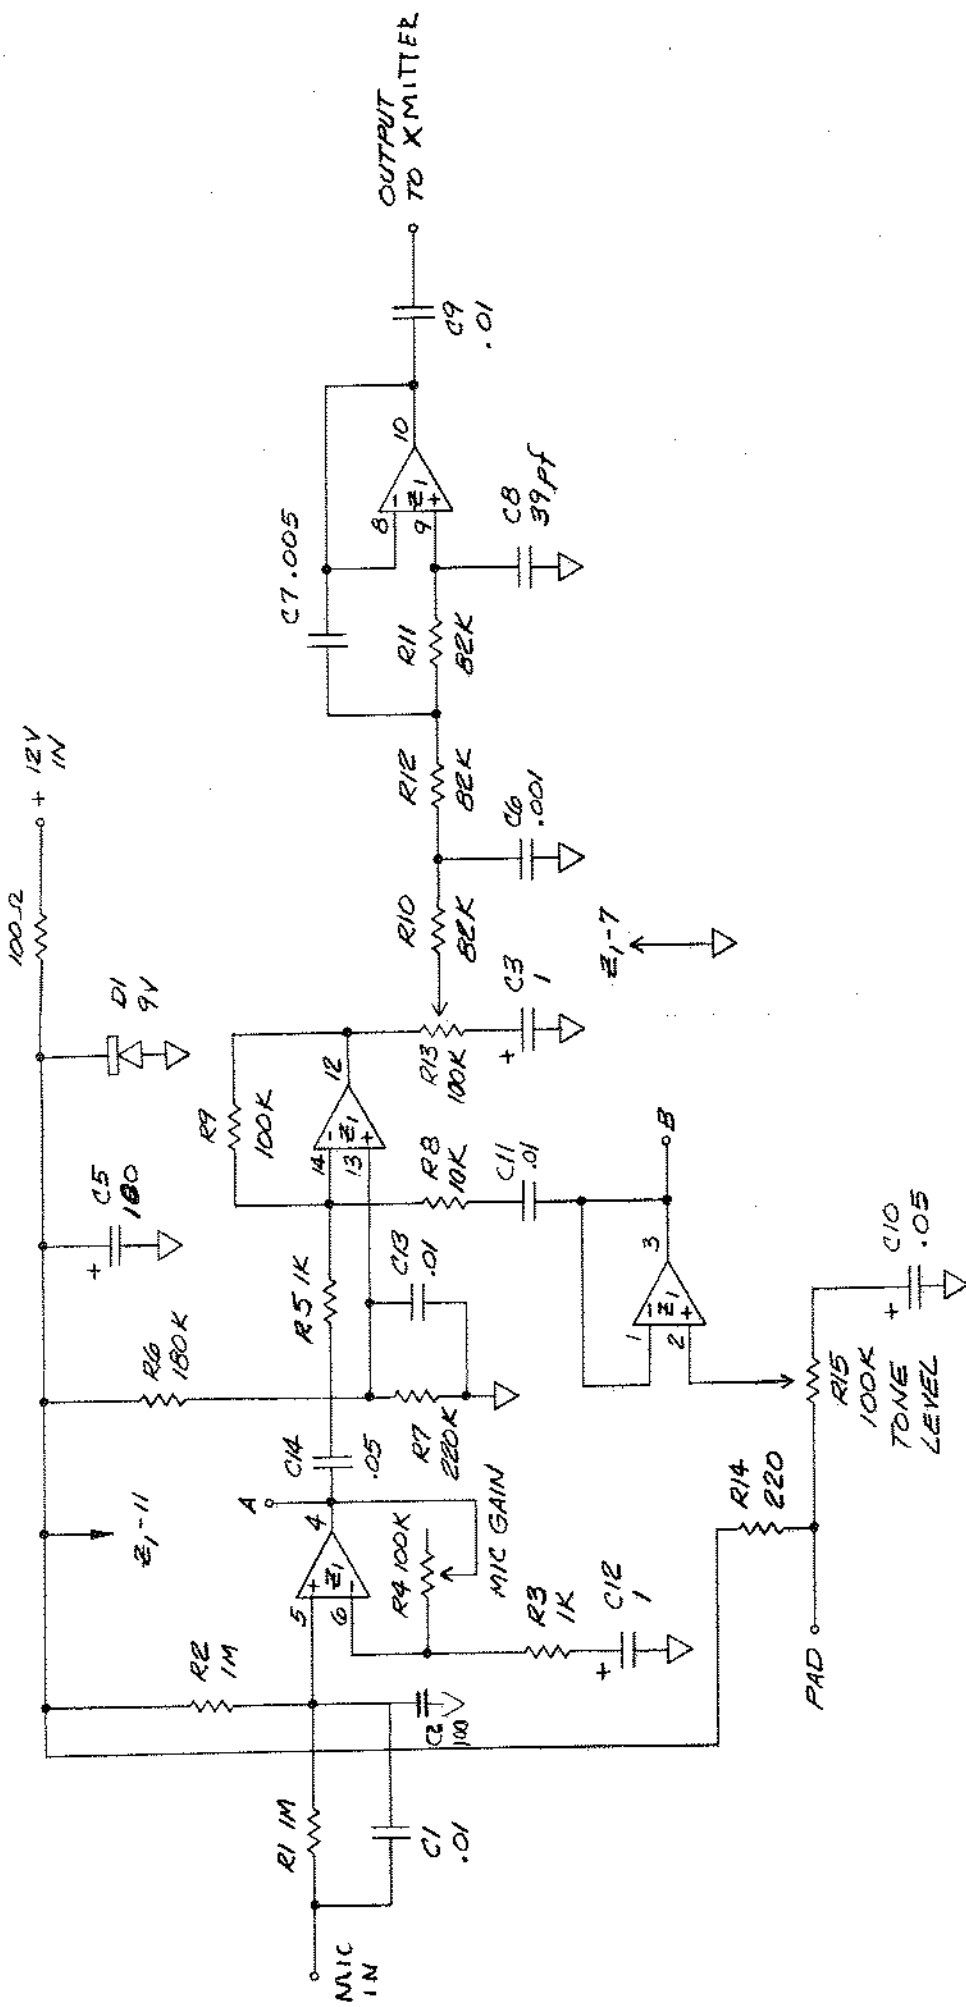 MIC
IN
R1 1M
C1
.01
R2
1M
C2
100
5
6
+
-
Z1
4
A
Z1-11
R4 100K
MIC GAIN
R3
1K
C12
+
1
C14
.05
R6
180K
R7
220K
R5 1K
C13
.01
C5
+
180
D1
9V
100Ω
+ 12V
IN
R9
100K
14
13
-
+
Z1
12
R8
10K
C11
.01
R13
100K
C3
+
1
R10
82K
C6
.001
R12
82K
R11
82K
C7 .005
C8
39pf
8
9
-
+
Z1
10
C9
.01
OUTPUT
TO XMITTER
Z1-7
1
2
-
+
Z1
3
B
PAD
R14
220
R15
100K
TONE
LEVEL
C10
+
.05